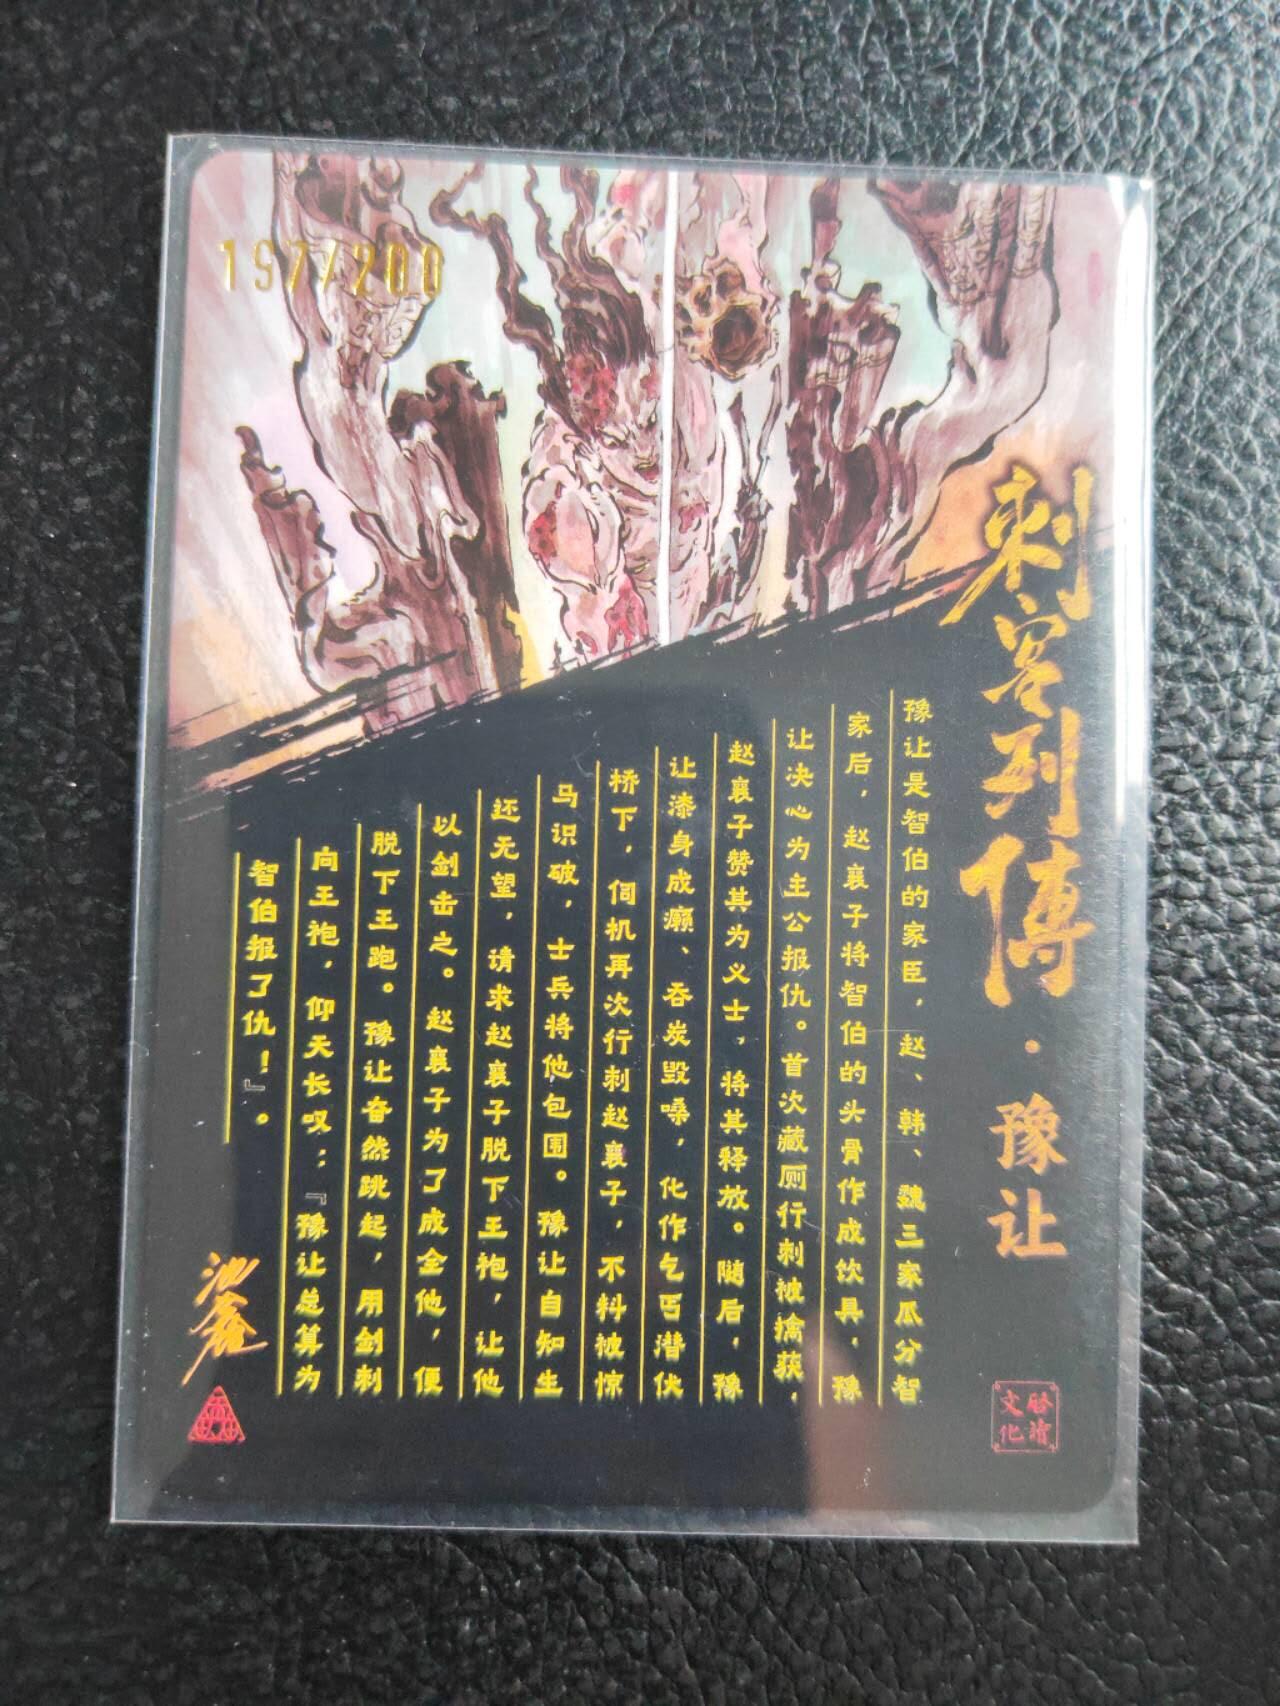 197/200
刺客列傳·豫让
豫让是智伯的家臣，赵、韩、魏三家瓜分智
家后，赵襄子将智伯的头骨作成饮具，豫
让决心为主公报仇。首次藏厕行刺被擒获，
赵襄子赞其为义士，将其释放。随后，豫
让漆身成癞、吞炭毁嗓，化作乞丐潜伏
桥下，伺机再次行刺赵襄子，不料被惊
马识破，士兵将他包围。豫让自知生
还无望，请求赵襄子脱下王袍，让他
以剑击之。赵襄子为了成全他，便
脱下王跑。豫让奋然跳起，用剑刺
向王袍，仰天长叹：『豫让总算为
智伯报了仇！』。
文化